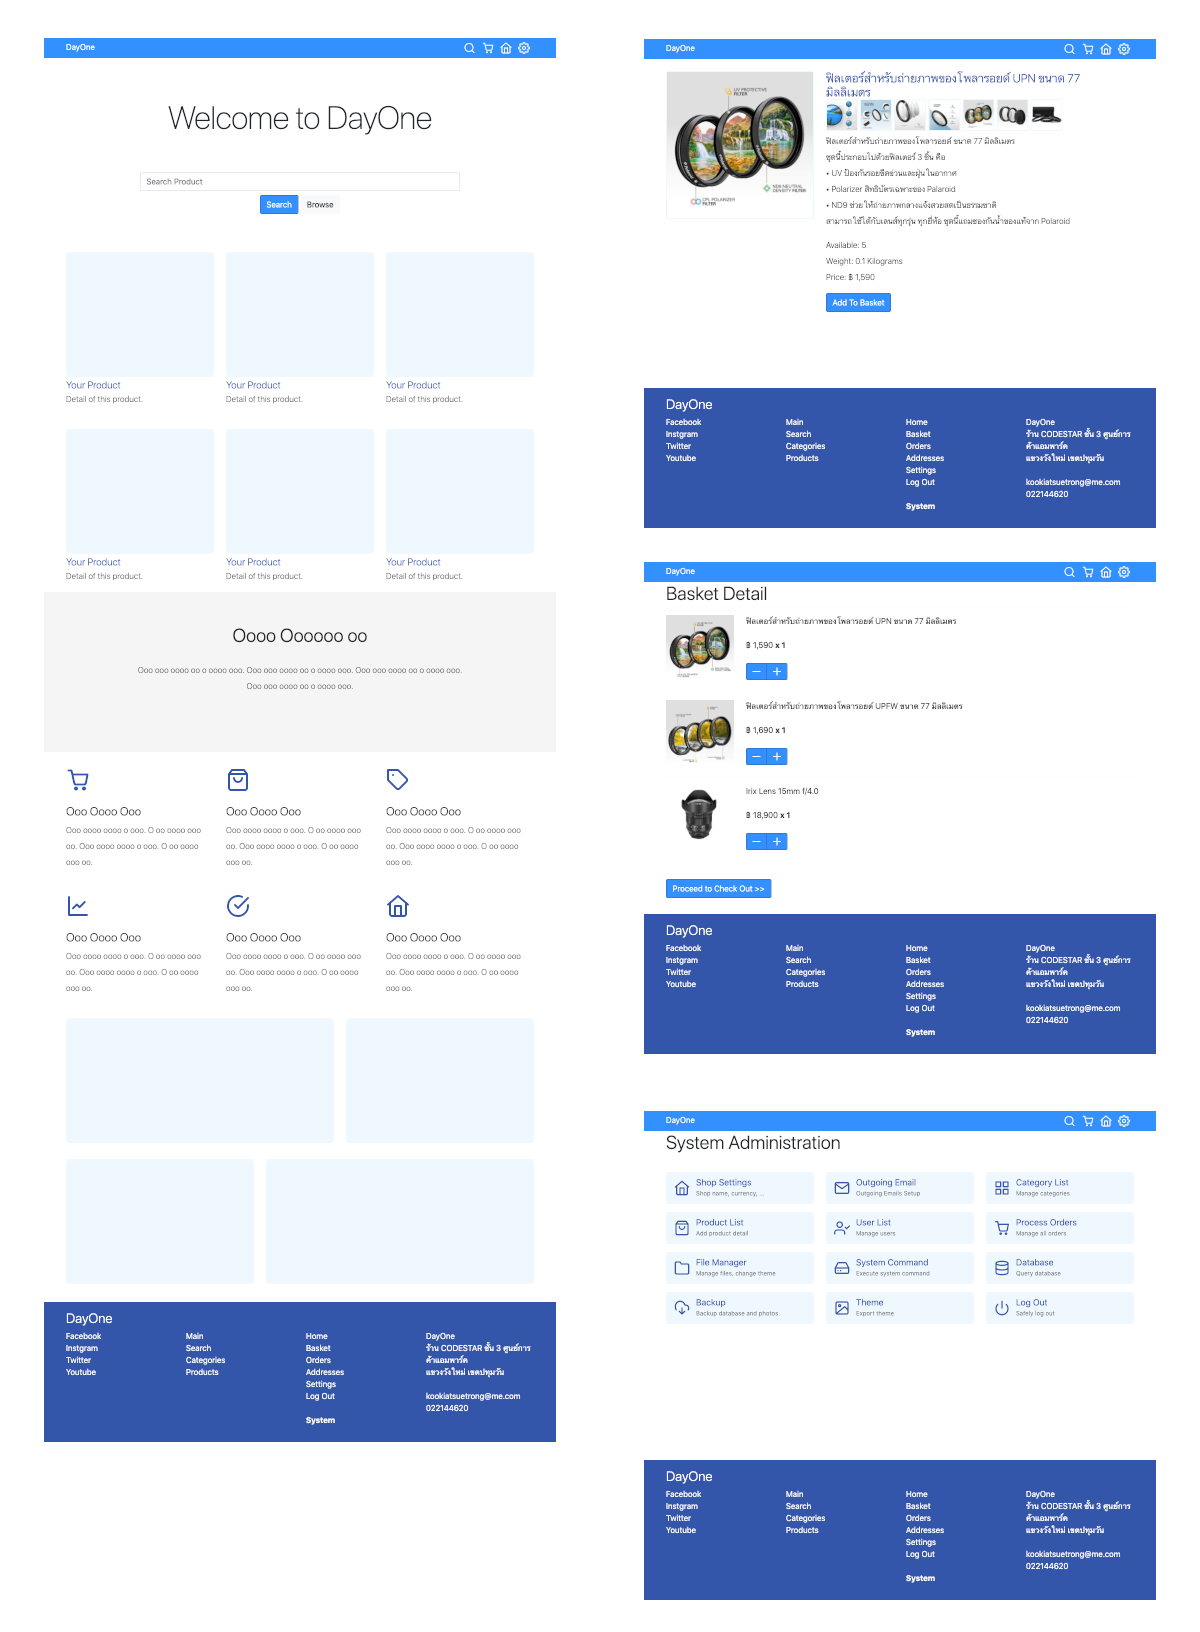 DayOne
Welcome to DayOne
Search Product
Search Browse
Your Product Your Product Your Product
Detail of this product. Detail of this product. Detail of this product.
Your Product Your Product Your Product
Detail of this product. Detail of this product. Detail of this product.
Oooo Oooooo oo
Ooo ooo oooo oo o oooo ooo. Ooo ooo oooo oo o oooo ooo. Ooo ooo oooo oo o oooo ooo.
Ooo ooo oooo oo o oooo ooo.
Ooo Oooo Ooo Ooo Oooo Ooo Ooo Oooo Ooo
Ooo oooo oooo o ooo. O oo oooo ooo Ooo oooo oooo o ooo. O oo oooo ooo Ooo oooo oooo o ooo. O oo oooo ooo
oo. Ooo oooo oooo o ooo. O oo oooo oo. Ooo oooo oooo o ooo. O oo oooo oo. Ooo oooo oooo o ooo. O oo oooo
ooo oo. ooo oo. ooo oo.
Ooo Oooo Ooo Ooo Oooo Ooo Ooo Oooo Ooo
Ooo oooo oooo o ooo. O oo oooo ooo Ooo oooo oooo o ooo. O oo oooo ooo Ooo oooo oooo o ooo. O oo oooo ooo
oo. Ooo oooo oooo o ooo. O oo oooo oo. Ooo oooo oooo o ooo. O oo oooo oo. Ooo oooo oooo o ooo. O oo oooo
ooo oo. ooo oo. ooo oo.
DayOne
Facebook Main Home DayOne
Instgram Search Basket ร้าน CODESTAR ชั้น 3 ศูนย์การ
Twitter Categories Orders ค้าแอมพาร์ค
Youtube Products Addresses แขวงวังใหม่ เขตปทุมวัน
Settings
Log Out kookiatsuetrong@me.com
022144620
System
DayOne
UV PROTECTIVE
FILTER
NEW NEUTRAL
DENSITY FILTER
CPL POLARIZER
FILTER
ฟิลเตอร์สำหรับถ่ายภาพของโพลารอยด์ UPN ขนาด 77
มิลลิเมตร
ฟิลเตอร์สำหรับถ่ายภาพของโพลารอยด์ ขนาด 77 มิลลิเมตร
ชุดนี้ประกอบไปด้วยฟิลเตอร์ 3 ชิ้น คือ
• UV ป้องกันรอยขีดข่วนและฝุ่นในอากาศ
• Polarizer สิทธิบัตรเฉพาะของ Palaroid
• ND9 ช่วยให้ถ่ายภาพกลางแจ้งสวยสดเป็นธรรมชาติ
สามารถใช้ได้กับเลนส์ทุกรุ่น ทุกยี่ห้อ ชุดนี้แถมซองกันน้ำของแท้จาก Polaroid
Available: 5
Weight: 0.1 Kilograms
Price: ฿ 1,590
Add To Basket
DayOne
Facebook Main Home DayOne
Instgram Search Basket ร้าน CODESTAR ชั้น 3 ศูนย์การ
Twitter Categories Orders ค้าแอมพาร์ค
Youtube Products Addresses แขวงวังใหม่ เขตปทุมวัน
Settings
Log Out kookiatsuetrong@me.com
022144620
System
DayOne
Basket Detail
ฟิลเตอร์สำหรับถ่ายภาพของโพลารอยด์ UPN ขนาด 77 มิลลิเมตร
฿ 1,590 x 1
ฟิลเตอร์สำหรับถ่ายภาพของโพลารอยด์ UPFW ขนาด 77 มิลลิเมตร
฿ 1,690 x 1
Irix Lens 15mm f/4.0
฿ 18,900 x 1
Proceed to Check Out >>
DayOne
Facebook Main Home DayOne
Instgram Search Basket ร้าน CODESTAR ชั้น 3 ศูนย์การ
Twitter Categories Orders ค้าแอมพาร์ค
Youtube Products Addresses แขวงวังใหม่ เขตปทุมวัน
Settings
Log Out kookiatsuetrong@me.com
022144620
System
DayOne
System Administration
Shop Settings Outgoing Email Category List
Shop name, currency, ... Outgoing Emails Setup Manage categories
Product List User List Process Orders
Add product detail Manage users Manage all orders
File Manager System Command Database
Manage files, change theme Execute system command Query database
Backup Theme Log Out
Backup database and photos Export theme Safely log out
DayOne
Facebook Main Home DayOne
Instgram Search Basket ร้าน CODESTAR ชั้น 3 ศูนย์การ
Twitter Categories Orders ค้าแอมพาร์ค
Youtube Products Addresses แขวงวังใหม่ เขตปทุมวัน
Settings
Log Out kookiatsuetrong@me.com
022144620
System